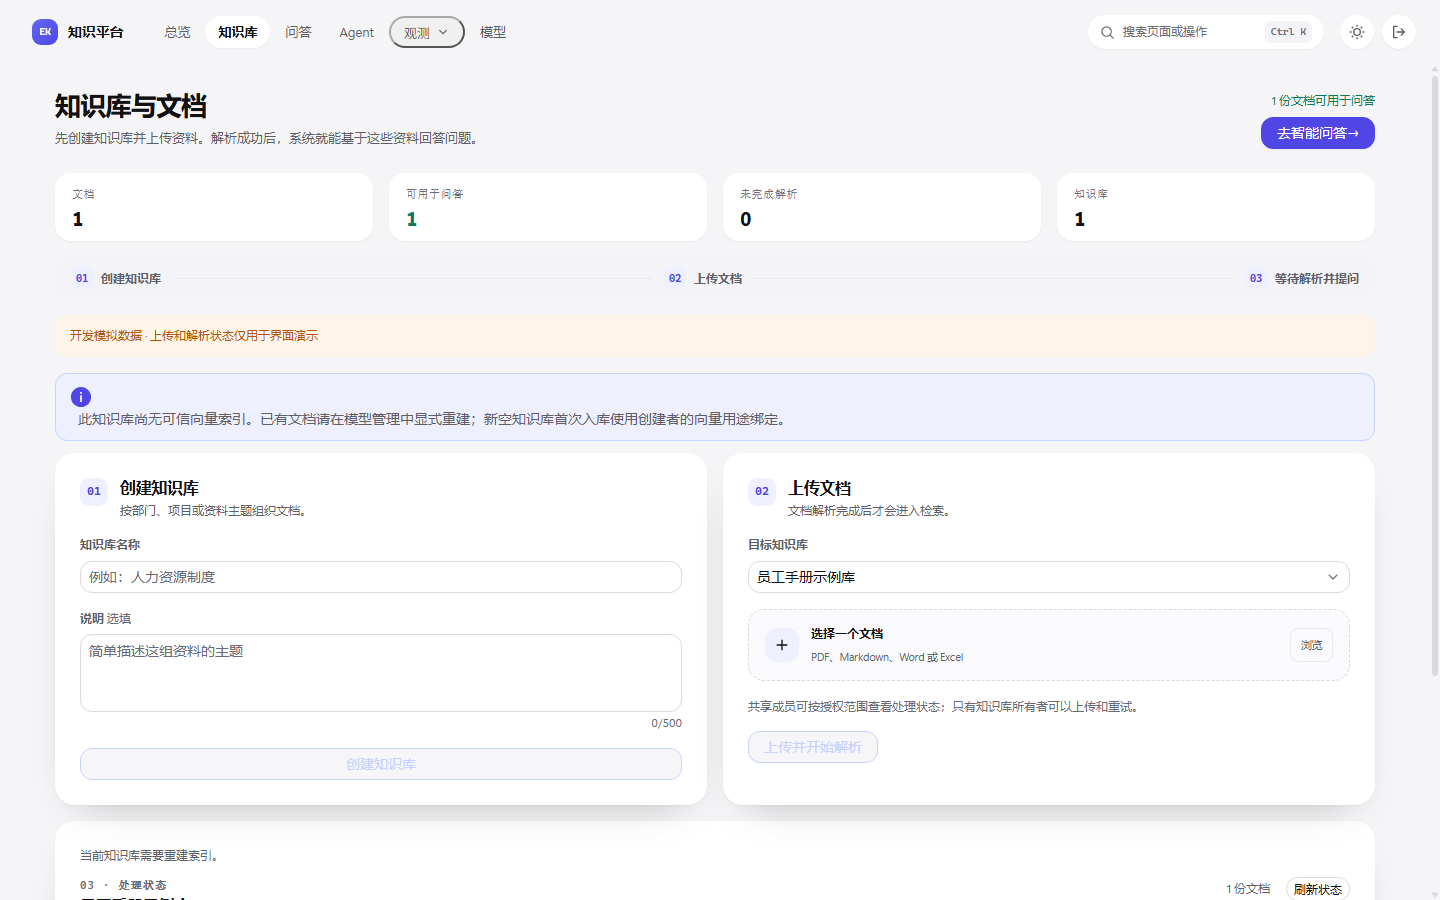 EK 知识平台 总览 知识库 问答 Agent 观测 模型 搜索页面或操作 Ctrl K
知识库与文档
1 份文档可用于问答
先创建知识库并上传资料。解析成功后，系统就能基于这些资料回答问题。
去智能问答→
文档 可用于问答 未完成解析 知识库
1 1 0 1
01 创建知识库 02 上传文档 03 等待解析并提问
开发模拟数据 · 上传和解析状态仅用于界面演示
此知识库尚无可信向量索引。已有文档请在模型管理中显式重建；新空知识库首次入库使用创建者的向量用途绑定。
01 创建知识库
按部门、项目或资料主题组织文档。
知识库名称
例如：人力资源制度
说明 选填
简单描述这组资料的主题
0/500
创建知识库
02 上传文档
文档解析完成后才会进入检索。
目标知识库
员工手册示例库
选择一个文档
PDF、Markdown、Word 或 Excel
浏览
共享成员可按授权范围查看处理状态；只有知识库所有者可以上传和重试。
上传并开始解析
当前知识库需要重建索引。
03 · 处理状态
1 份文档 刷新状态